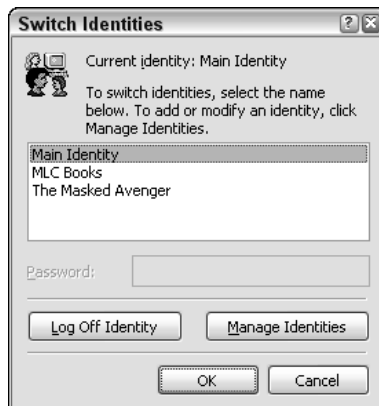 Switch Identities
Current identity: Main Identity
To switch identities, select the name
below. To add or modify an identity, click
Manage Identities.
Main Identity
MLC Books
The Masked Avenger
Password:
Log Off Identity
Manage Identities
OK
Cancel